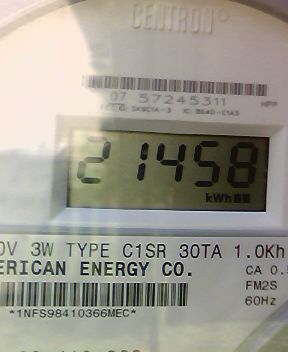 CENTRON®
07 57245311 HPP
21458
kWh
0V 3W TYPE C1SR 30TA 1.0Kh
ERICAN ENERGY CO. CA 0.
FM2S
60Hz
*1NFS98410366MEC*